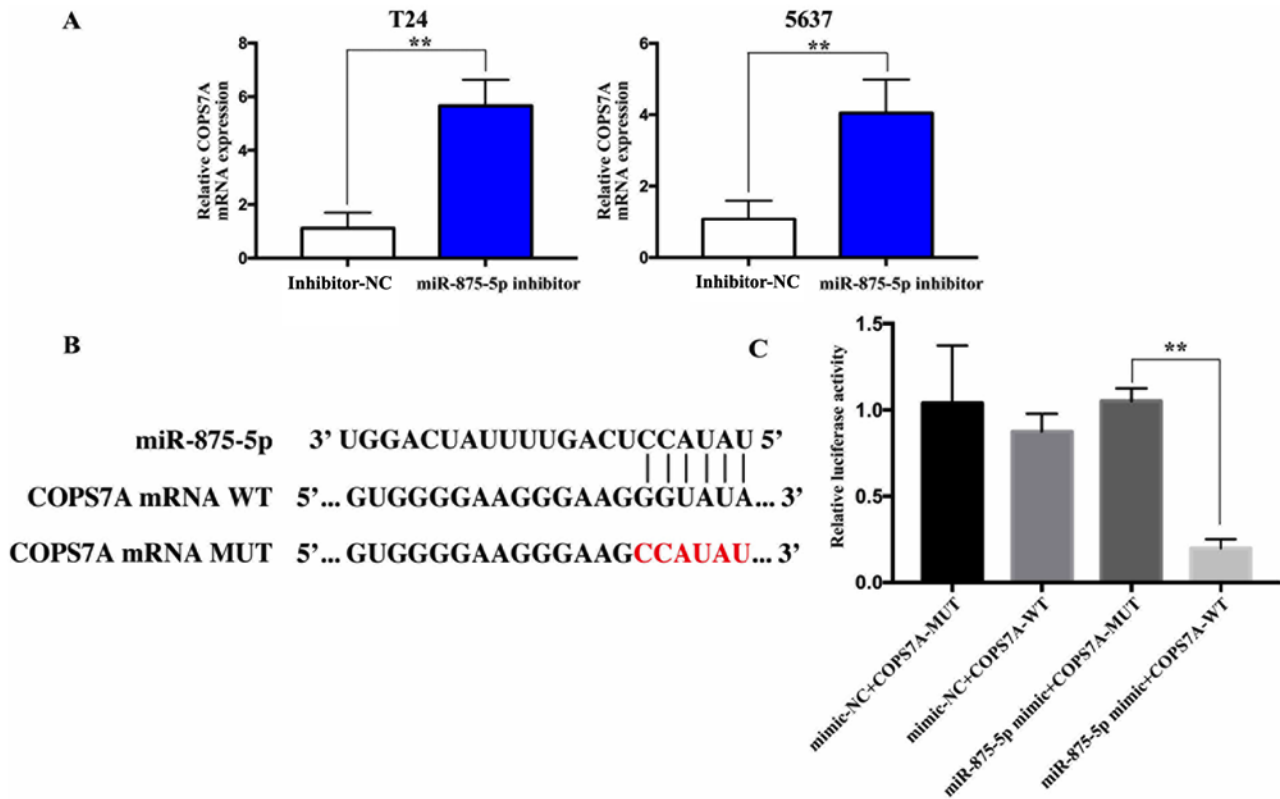 A
T24
**
8
6
4
2
0
Relative COPS7A
mRNA expression
Inhibitor-NC
miR-875-5p inhibitor
5637
**
6
4
2
0
Relative COPS7A
mRNA expression
Inhibitor-NC
miR-875-5p inhibitor
B
miR-875-5p 3’ UGGACUAUUUUGACUCCAUAU 5’
COPS7A mRNA WT 5’... GUGGGGAAGGGAAGGGUAUA... 3’
COPS7A mRNA MUT 5’... GUGGGGAAGGGAAGCCAUAU... 3’
C
**
1.5
1.0
0.5
0.0
Relative luciferase activity
mimic-NC+COPS7A-MUT
mimic-NC+COPS7A-WT
miR-875-5p mimic+COPS7A-MUT
miR-875-5p mimic+COPS7A-WT